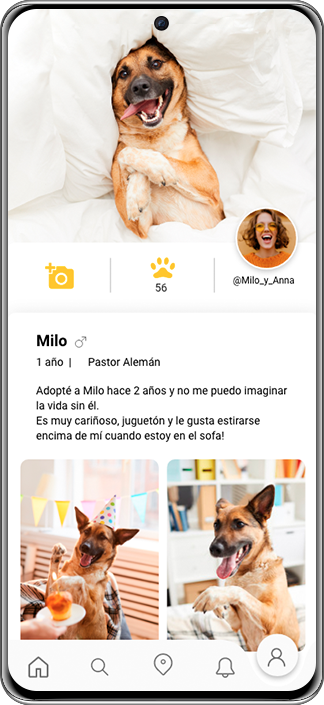 56
@Milo_y_Anna
Milo
1 año | Pastor Alemán
Adopté a Milo hace 2 años y no me puedo imaginar
la vida sin él.
Es muy cariñoso, juguetón y le gusta estirarse
encima de mí cuando estoy en el sofa!